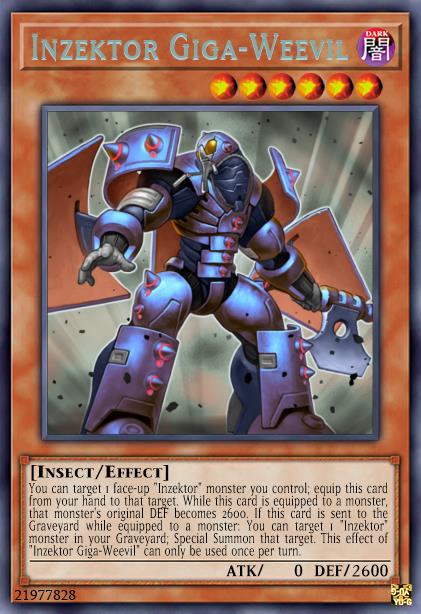 Inzektor Giga-Weevil
DARK
闇
[Insect/Effect]
You can target 1 face-up "Inzektor" monster you control; equip this card
from your hand to that target. While this card is equipped to a monster,
that monster's original DEF becomes 2600. If this card is sent to the
Graveyard while equipped to a monster: You can target 1 "Inzektor"
monster in your Graveyard; Special Summon that target. This effect of
"Inzektor Giga-Weevil" can only be used once per turn.
ATK/ 0 DEF/2600
21977828